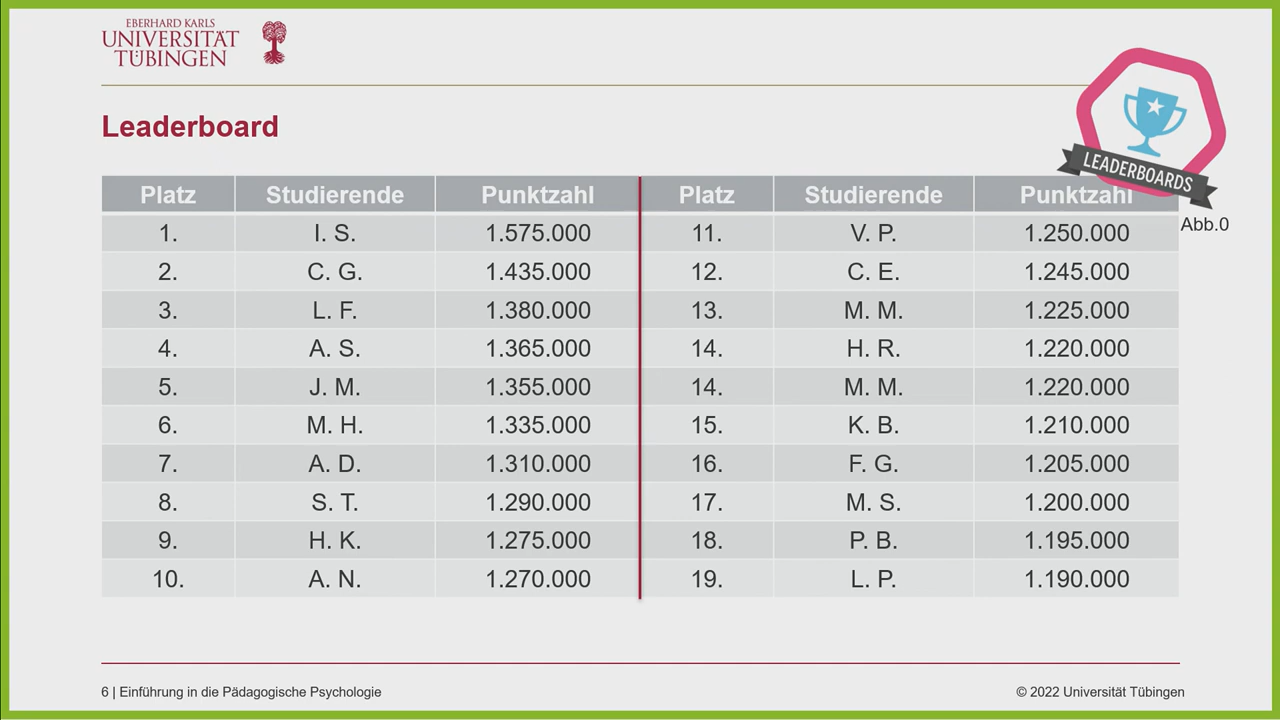 EBERHARD KARLS
UNIVERSITÄT
TÜBINGEN
Leaderboard
LEADERBOARDS
Abb.0
Platz Studierende Punktzahl Platz Studierende Punktzahl
1. I. S. 1.575.000 11. V. P. 1.250.000
2. C. G. 1.435.000 12. C. E. 1.245.000
3. L. F. 1.380.000 13. M. M. 1.225.000
4. A. S. 1.365.000 14. H. R. 1.220.000
5. J. M. 1.355.000 14. M. M. 1.220.000
6. M. H. 1.335.000 15. K. B. 1.210.000
7. A. D. 1.310.000 16. F. G. 1.205.000
8. S. T. 1.290.000 17. M. S. 1.200.000
9. H. K. 1.275.000 18. P. B. 1.195.000
10. A. N. 1.270.000 19. L. P. 1.190.000
6 | Einführung in die Pädagogische Psychologie
© 2022 Universität Tübingen